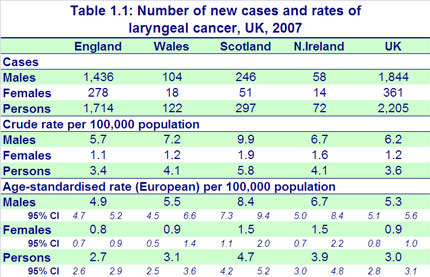 Table 1.1: Number of new cases and rates of
laryngeal cancer, UK, 2007
England Wales Scotland N.Ireland UK
Cases
Males 1,436 104 246 58 1,844
Females 278 18 51 14 361
Persons 1,714 122 297 72 2,205
Crude rate per 100,000 population
Males 5.7 7.2 9.9 6.7 6.2
Females 1.1 1.2 1.9 1.6 1.2
Persons 3.4 4.1 5.8 4.1 3.6
Age-standardised rate (European) per 100,000 population
Males 4.9 5.5 8.4 6.7 5.3
95% CI 4.7 5.2 4.5 6.6 7.3 9.4 5.0 8.4 5.1 5.6
Females 0.8 0.9 1.5 1.5 0.9
95% CI 0.7 0.9 0.5 1.4 1.1 2.0 0.7 2.2 0.8 1.0
Persons 2.7 3.1 4.7 3.9 3.0
95% CI 2.6 2.9 2.5 3.6 4.2 5.2 3.0 4.8 2.8 3.1